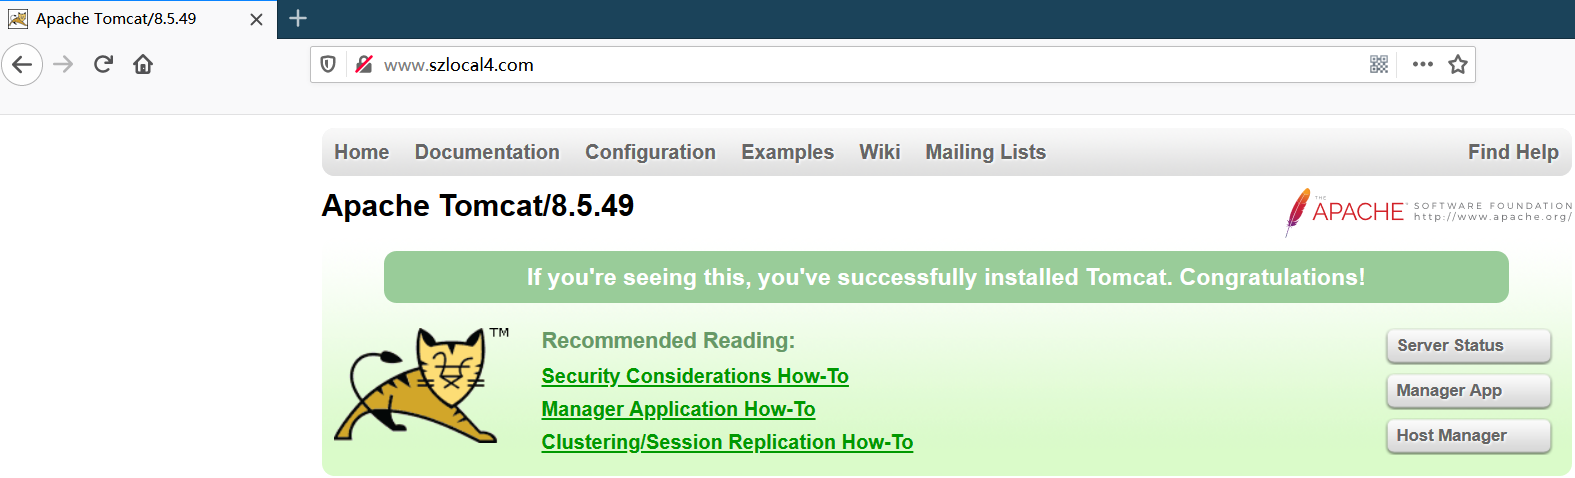 Apache Tomcat/8.5.49
www.szlocal4.com
Home Documentation Configuration Examples Wiki Mailing Lists Find Help
Apache Tomcat/8.5.49
THE APACHE® SOFTWARE FOUNDATION
http://www.apache.org/
If you're seeing this, you've successfully installed Tomcat. Congratulations!
TM
Recommended Reading:
Security Considerations How-To
Manager Application How-To
Clustering/Session Replication How-To
Server Status
Manager App
Host Manager